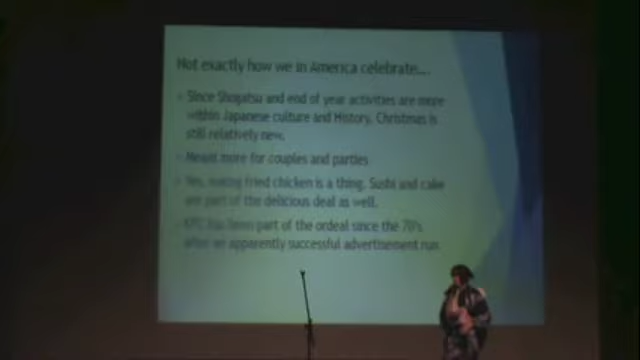 Not exactly how we in America celebrate...
Since Shogatsu and end of year activities are more
within Japanese culture and History, Christmas is
still relatively new.
Meant more for couples and parties
Yes, eating fried chicken is a thing. Sushi and cake
are part of the delicious deal as well.
KFC has been part of the ordeal since the 70's
after an apparently successful advertisement run